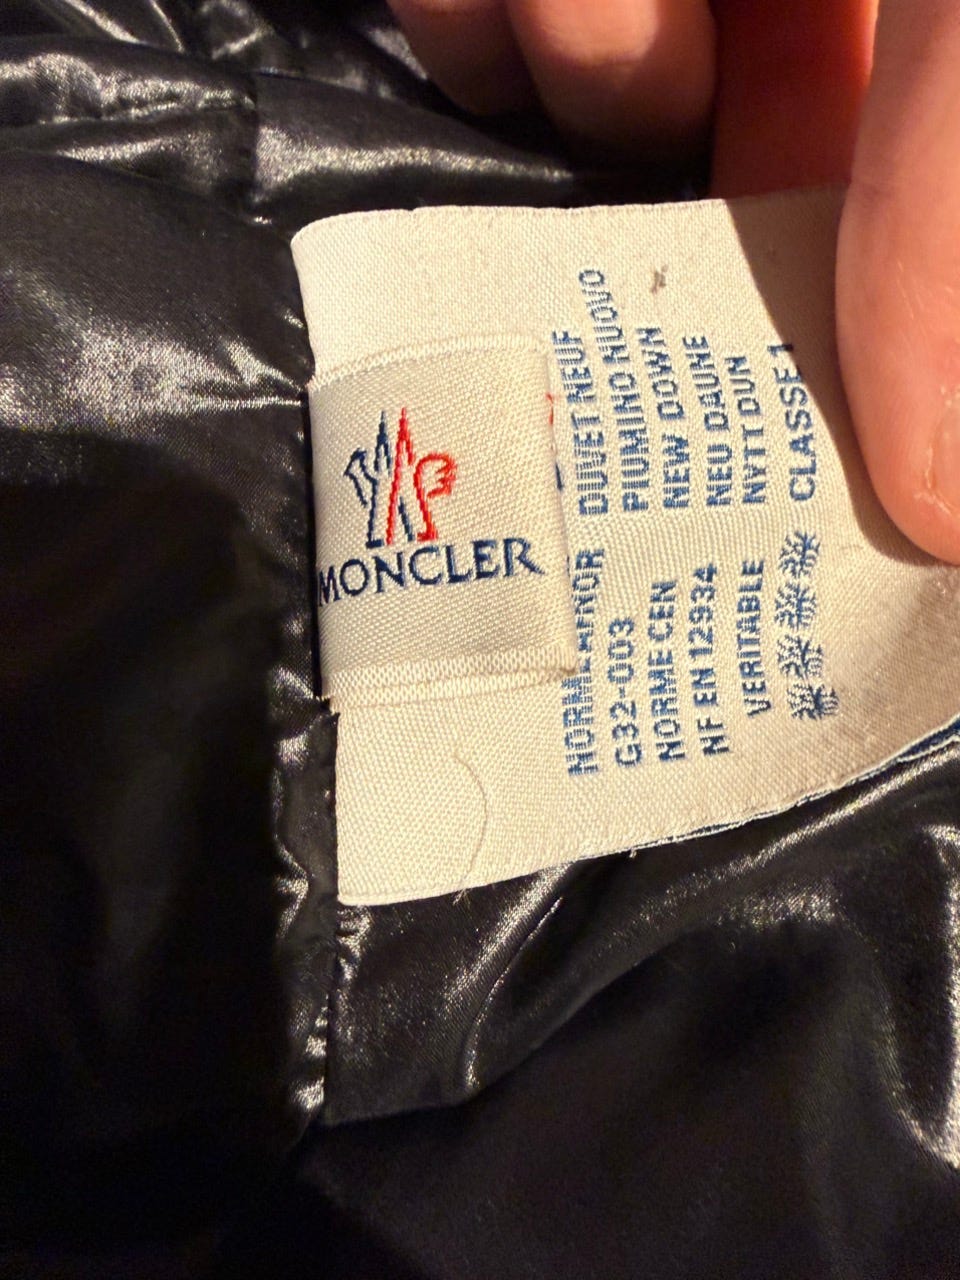 MONCLER
NORME AFNOR DUVET NEUF
G32-003 PIUMINO NUOVO
NORME CEN NEW DOWN
NF EN 12934 NEU DAUNE
VERITABLE NYTT DUN
CLASSE 1